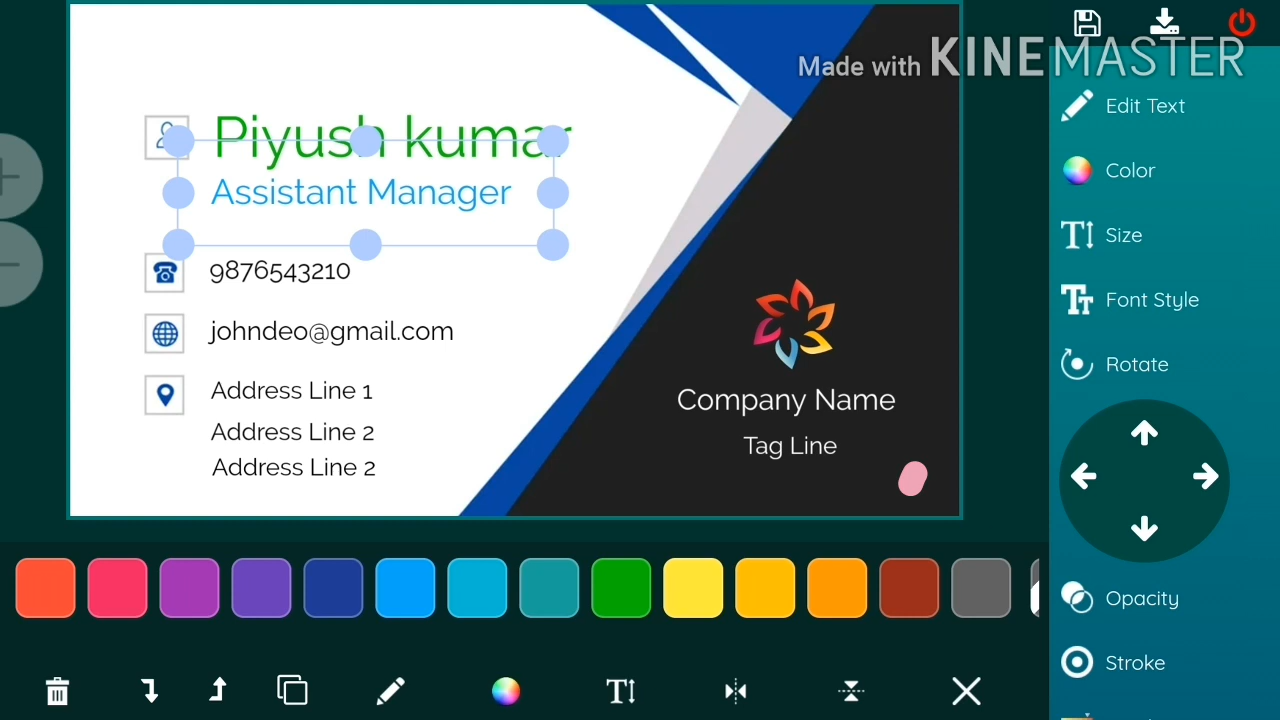 Made with KINEMASTER
Edit Text
Piyush kumar
Color
Assistant Manager
Size
9876543210
Font Style
johndeo@gmail.com
Rotate
Address Line 1
Company Name
Address Line 2
Tag Line
Address Line 2
Opacity
Stroke